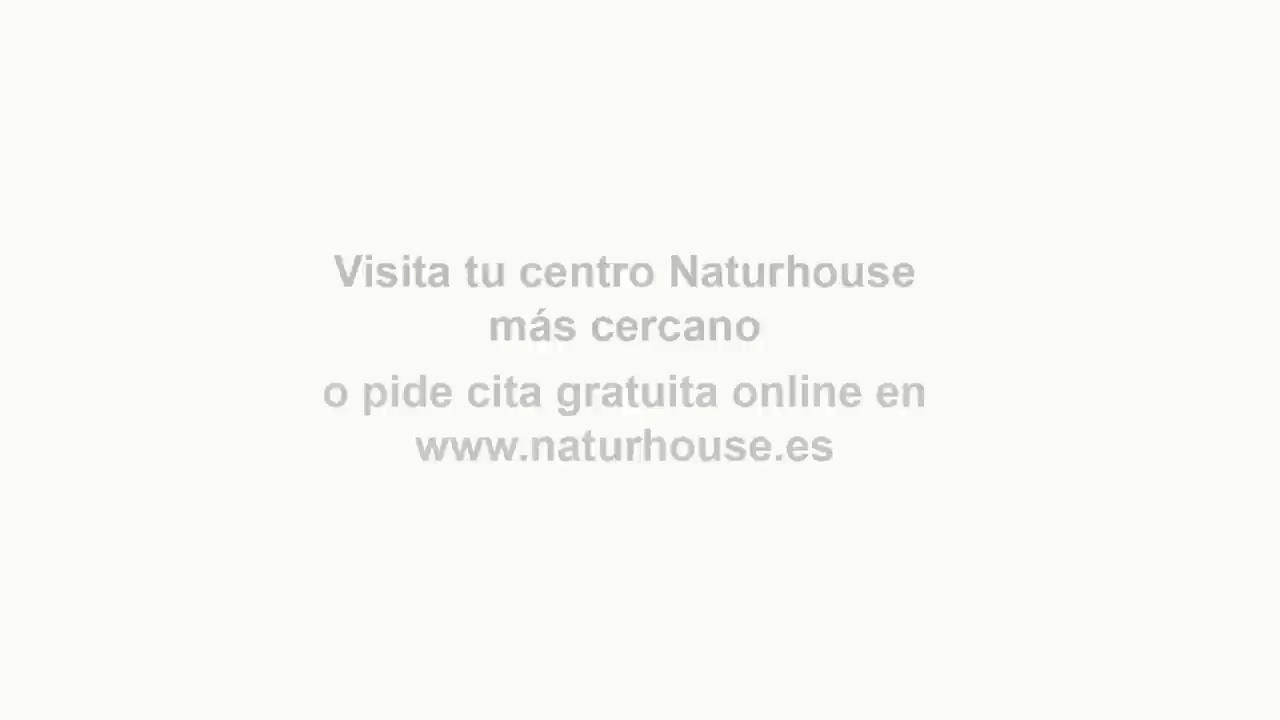 Visita tu centro Naturhouse
más cercano
o pide cita gratuita online en
www.naturhouse.es